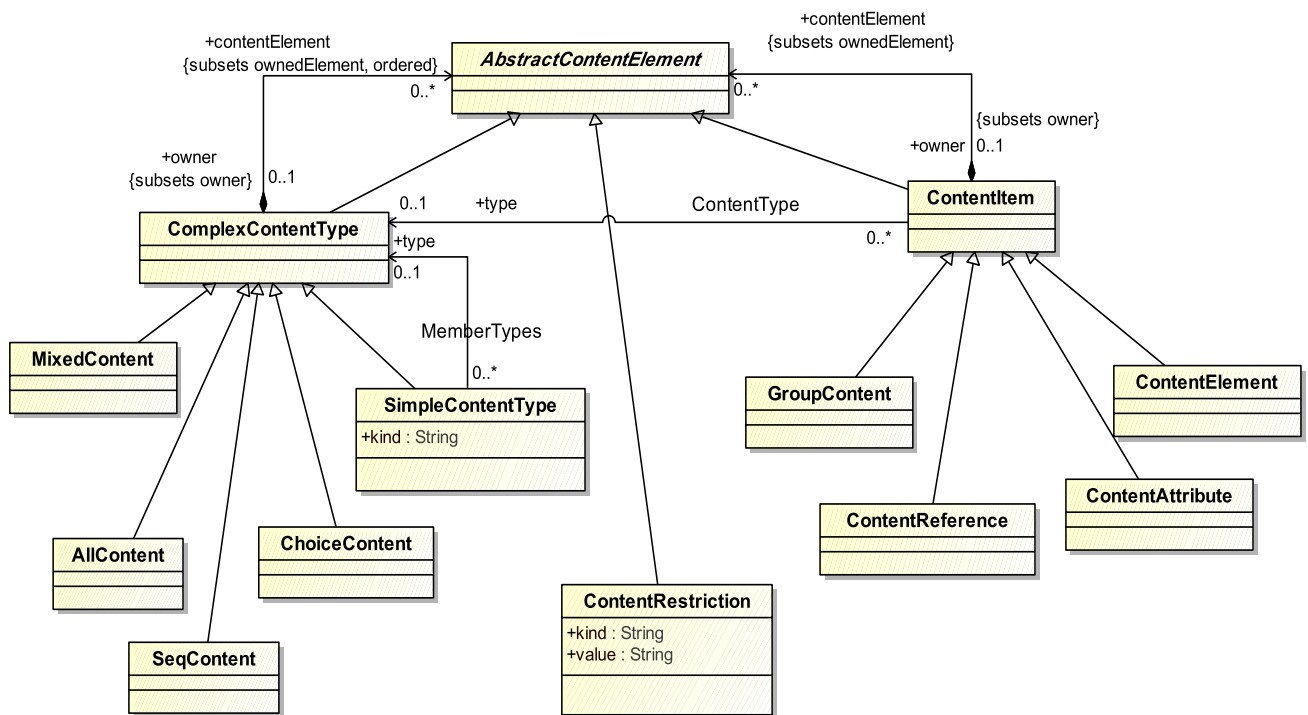 +contentElement
{subsets ownedElement, ordered}
0..*
AbstractContentElement
+contentElement
{subsets ownedElement}
0..*
{subsets owner}
+owner
0..1
+owner
{subsets owner}
0..1
ContentItem
ComplexContentType
0..1
+type
ContentType
0..*
+type
0..1
MemberTypes
0..*
MixedContent
SimpleContentType
+kind : String
GroupContent
ContentElement
ContentAttribute
ContentReference
AllContent
ChoiceContent
ContentRestriction
+kind : String
+value : String
SeqContent